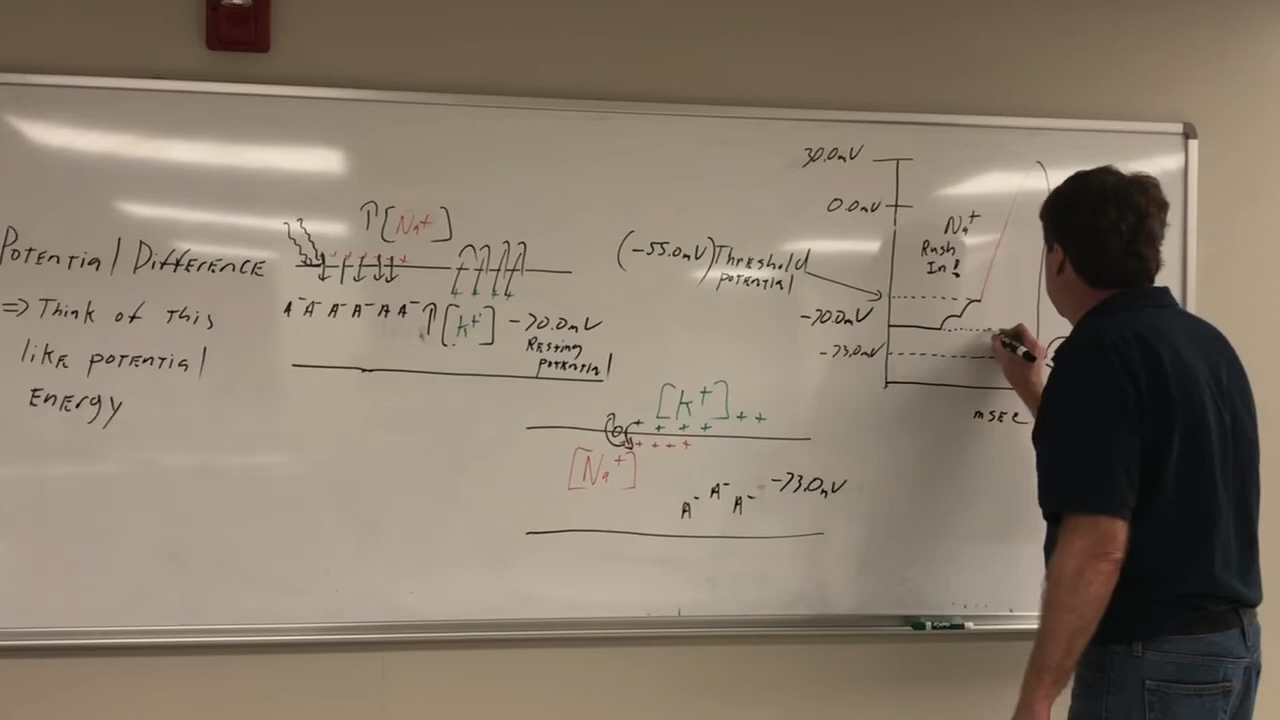 Potential Difference
=> Think of this
like potential
Energy
↑[Na+]
A- A- A- A- A- A- ↑[K+]
-70.0mV
Resting
potential
[K+] ++
+ + + +
+ + + +
[Na+]
A- A- A-
-73.0mV
30.0mV
0.0mV
(-55.0mV) Threshold
potential
-70.0mV
-73.0mV
Na+
Rush
In!
msec